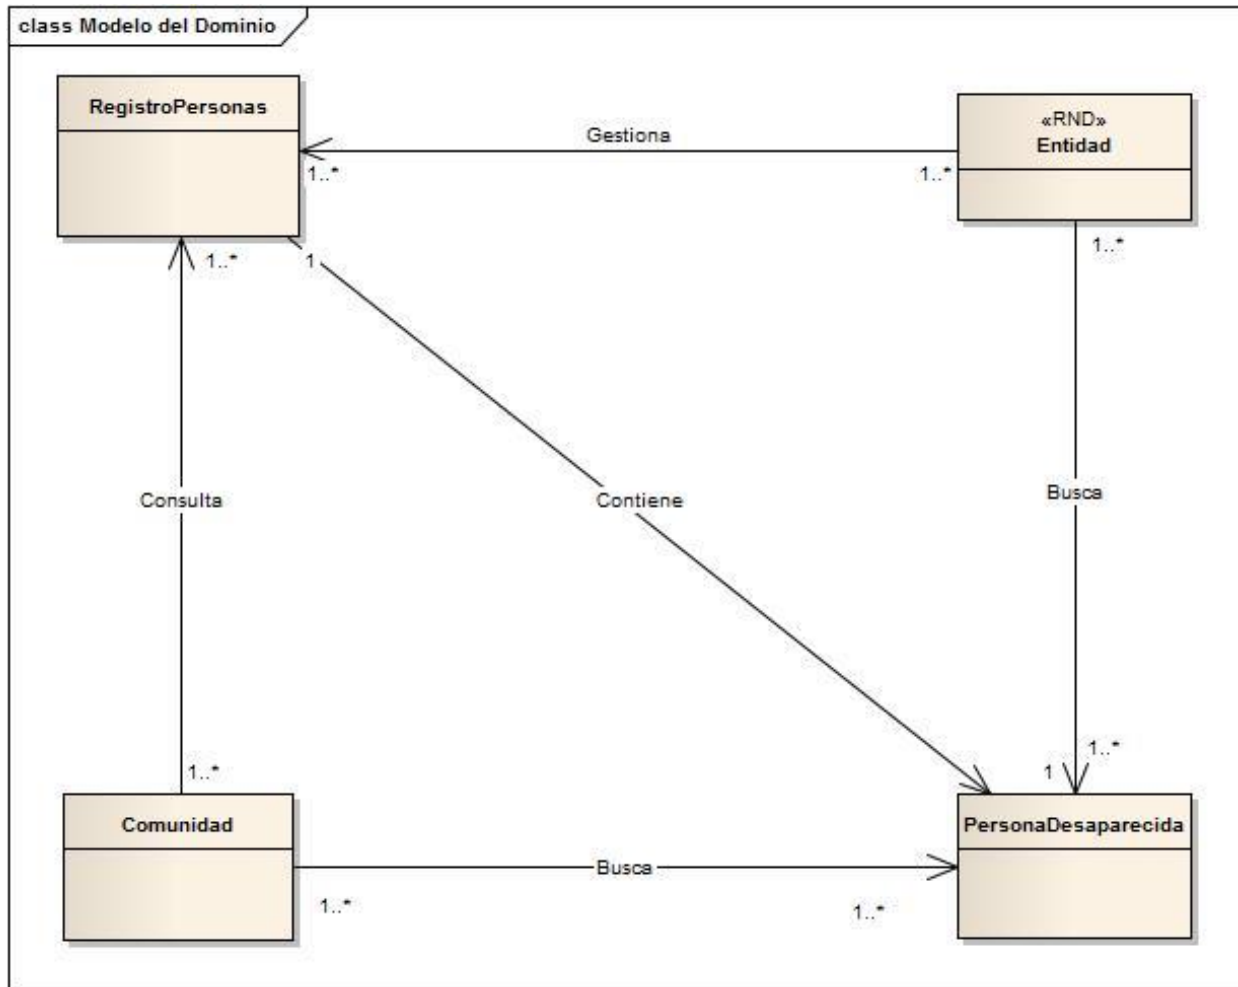 class Modelo del Dominio
RegistroPersonas
«RND»
Entidad
Gestiona
1..*
1..*
1..*
1
1..*
Consulta
Contiene
Busca
1..*
1..*
1
Comunidad
PersonaDesaparecida
Busca
1..*
1..*